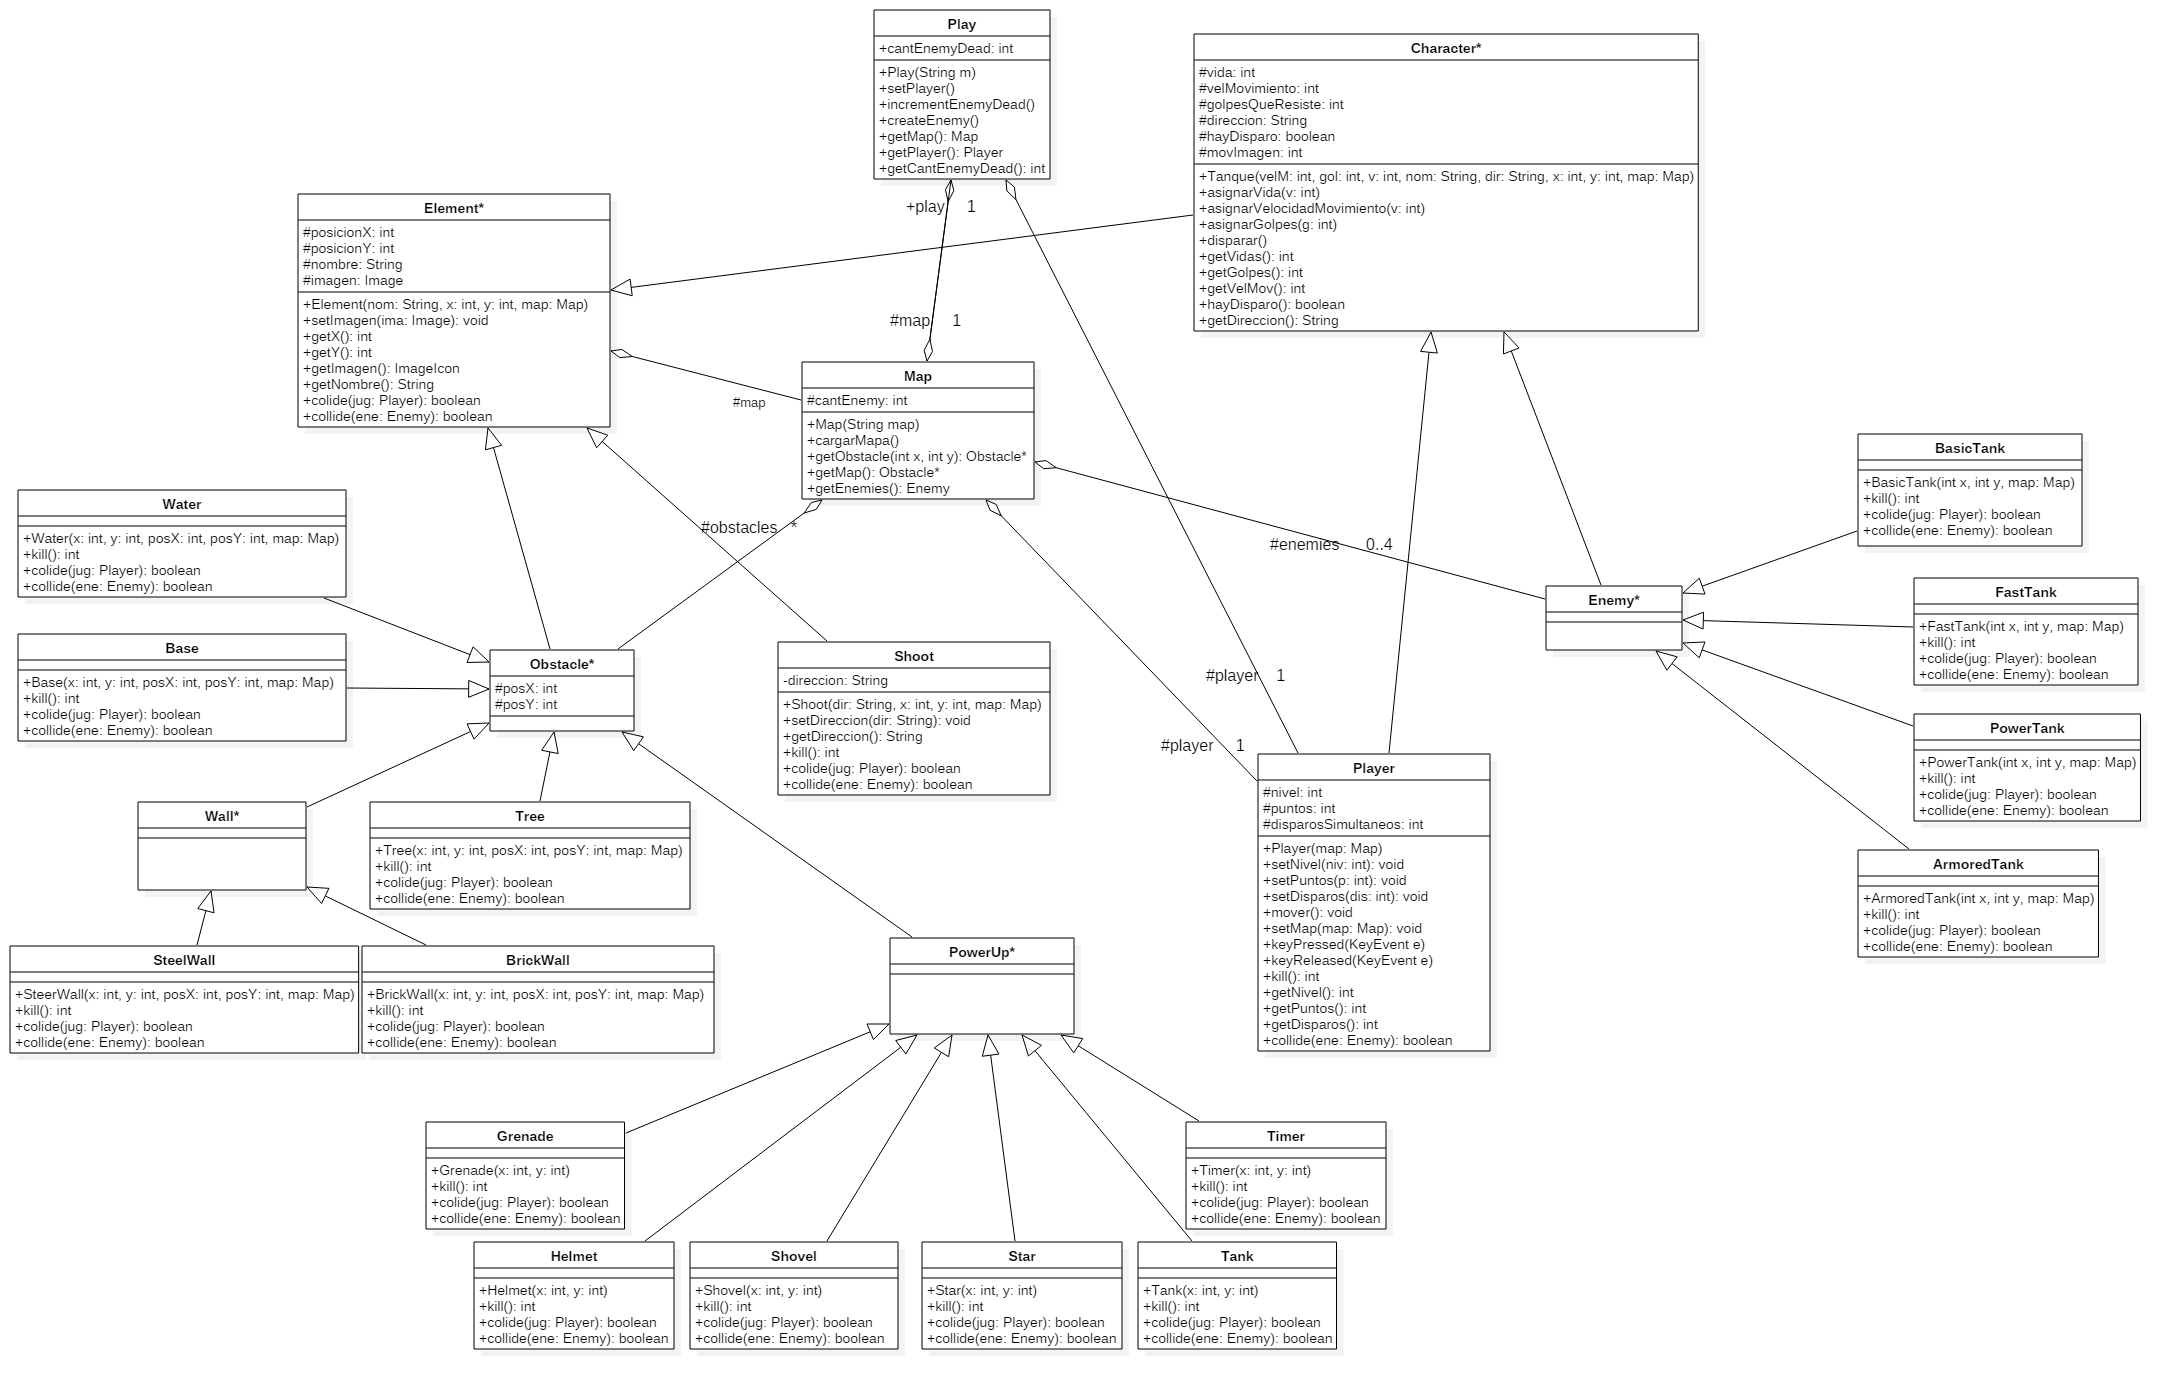 Play
+cantEnemyDead: int
+Play(String m)
+setPlayer()
+incrementEnemyDead()
+createEnemy()
+getMap(): Map
+getPlayer(): Player
+getCantEnemyDead(): int
Character*
#vida: int
#velMovimiento: int
#golpesQueResiste: int
#direccion: String
#hayDisparo: boolean
#movImagen: int
+Tanque(velM: int, gol: int, v: int, nom: String, dir: String, x: int, y: int, map: Map)
+asignarVida(v: int)
+asignarVelocidadMovimiento(v: int)
+asignarGolpes(g: int)
+disparar()
+getVidas(): int
+getGolpes(): int
+getVelMov(): int
+hayDisparo(): boolean
+getDireccion(): String
+play 1
#map 1
Element*
#posicionX: int
#posicionY: int
#nombre: String
#imagen: Image
+Element(nom: String, x: int, y: int, map: Map)
+setImagen(ima: Image): void
+getX(): int
+getY(): int
+getImagen(): ImageIcon
+getNombre(): String
+colide(jug: Player): boolean
+collide(ene: Enemy): boolean
#map
Map
#cantEnemy: int
+Map(String map)
+cargarMapa()
+getObstacle(int x, int y): Obstacle*
+getMap(): Obstacle*
+getEnemies(): Enemy
#obstacles *
#enemies 0..4
#player 1
#player 1
BasicTank
+BasicTank(int x, int y, map: Map)
+kill(): int
+colide(jug: Player): boolean
+collide(ene: Enemy): boolean
Enemy*
FastTank
+FastTank(int x, int y, map: Map)
+kill(): int
+colide(jug: Player): boolean
+collide(ene: Enemy): boolean
PowerTank
+PowerTank(int x, int y, map: Map)
+kill(): int
+colide(jug: Player): boolean
+collide(ene: Enemy): boolean
ArmoredTank
+ArmoredTank(int x, int y, map: Map)
+kill(): int
+colide(jug: Player): boolean
+collide(ene: Enemy): boolean
Water
+Water(x: int, y: int, posX: int, posY: int, map: Map)
+kill(): int
+colide(jug: Player): boolean
+collide(ene: Enemy): boolean
Base
+Base(x: int, y: int, posX: int, posY: int, map: Map)
+kill(): int
+colide(jug: Player): boolean
+collide(ene: Enemy): boolean
Obstacle*
#posX: int
#posY: int
Shoot
-direccion: String
+Shoot(dir: String, x: int, y: int, map: Map)
+setDireccion(dir: String): void
+getDireccion(): String
+kill(): int
+colide(jug: Player): boolean
+collide(ene: Enemy): boolean
Player
#nivel: int
#puntos: int
#disparosSimultaneos: int
+Player(map: Map)
+setNivel(niv: int): void
+setPuntos(p: int): void
+setDisparos(dis: int): void
+mover(): void
+setMap(map: Map): void
+keyPressed(KeyEvent e)
+keyReleased(KeyEvent e)
+kill(): int
+getNivel(): int
+getPuntos(): int
+getDisparos(): int
+collide(ene: Enemy): boolean
Wall*
Tree
+Tree(x: int, y: int, posX: int, posY: int, map: Map)
+kill(): int
+colide(jug: Player): boolean
+collide(ene: Enemy): boolean
SteelWall
+SteerWall(x: int, y: int, posX: int, posY: int, map: Map)
+kill(): int
+colide(jug: Player): boolean
+collide(ene: Enemy): boolean
BrickWall
+BrickWall(x: int, y: int, posX: int, posY: int, map: Map)
+kill(): int
+colide(jug: Player): boolean
+collide(ene: Enemy): boolean
PowerUp*
Grenade
+Grenade(x: int, y: int)
+kill(): int
+colide(jug: Player): boolean
+collide(ene: Enemy): boolean
Timer
+Timer(x: int, y: int)
+kill(): int
+colide(jug: Player): boolean
+collide(ene: Enemy): boolean
Helmet
+Helmet(x: int, y: int)
+kill(): int
+colide(jug: Player): boolean
+collide(ene: Enemy): boolean
Shovel
+Shovel(x: int, y: int)
+kill(): int
+colide(jug: Player): boolean
+collide(ene: Enemy): boolean
Star
+Star(x: int, y: int)
+kill(): int
+colide(jug: Player): boolean
+collide(ene: Enemy): boolean
Tank
+Tank(x: int, y: int)
+kill(): int
+colide(jug: Player): boolean
+collide(ene: Enemy): boolean